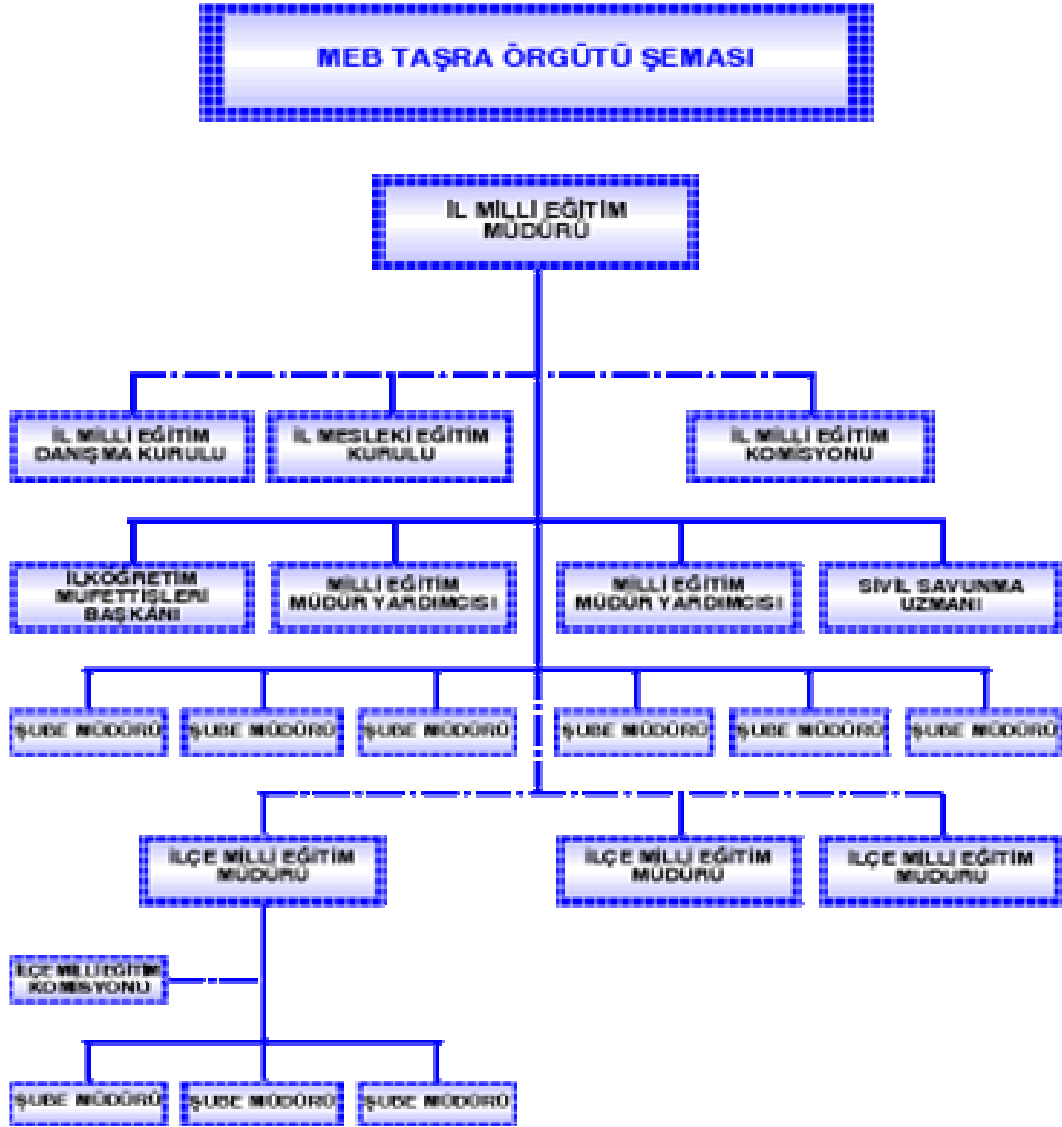 MEB TAŞRA ÖRGÜTÜ ŞEMASI
İL MİLLİ EĞİTİM
MÜDÜRÜ
İL MİLLİ EĞİTİM
DANIŞMA KURULU
İL MESLEKİ EĞİTİM
KURULU
İL MİLLİ EĞİTİM
KOMİSYONU
İLKÖĞRETİM
MÜFETTİŞLERİ
BAŞKANI
MİLLİ EĞİTİM
MÜDÜR YARDIMCISI
MİLLİ EĞİTİM
MÜDÜR YARDIMCISI
SİVİL SAVUNMA
UZMANI
ŞUBE MÜDÜRÜ
ŞUBE MÜDÜRÜ
ŞUBE MÜDÜRÜ
ŞUBE MÜDÜRÜ
ŞUBE MÜDÜRÜ
ŞUBE MÜDÜRÜ
İLÇE MİLLİ EĞİTİM
MÜDÜRÜ
İLÇE MİLLİ EĞİTİM
MÜDÜRÜ
İLÇE MİLLİ EĞİTİM
MÜDÜRÜ
İLÇE MİLLİ EĞİTİM
KOMİSYONU
ŞUBE MÜDÜRÜ
ŞUBE MÜDÜRÜ
ŞUBE MÜDÜRÜ